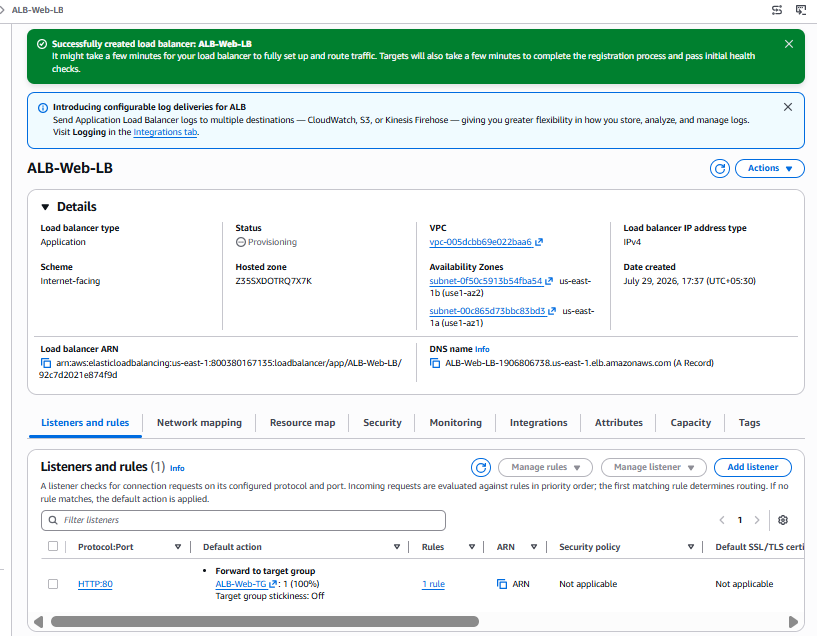 ALB-Web-LB
Successfully created load balancer: ALB-Web-LB
It might take a few minutes for your load balancer to fully set up and route traffic. Targets will also take a few minutes to complete the registration process and pass initial health
checks.
Introducing configurable log deliveries for ALB
Send Application Load Balancer logs to multiple destinations — CloudWatch, S3, or Kinesis Firehose — giving you greater flexibility in how you store, analyze, and manage logs.
Visit Logging in the Integrations tab.
ALB-Web-LB
Actions
Details
Load balancer type
Application
Status
Provisioning
VPC
vpc-005dcbb69e022baa6
Load balancer IP address type
IPv4
Scheme
Internet-facing
Hosted zone
Z35SXDOTRQ7X7K
Availability Zones
subnet-0f50c5913b54fba54 us-east-
1b (use1-az2)
subnet-00c865d73bbc83bd3 us-east-
1a (use1-az1)
Date created
July 29, 2026, 17:37 (UTC+05:30)
Load balancer ARN
arn:aws:elasticloadbalancing:us-east-1:800380167135:loadbalancer/app/ALB-Web-LB/
92c7d2021e874f9d
DNS name Info
ALB-Web-LB-1906806738.us-east-1.elb.amazonaws.com (A Record)
Listeners and rules Network mapping Resource map Security Monitoring Integrations Attributes Capacity Tags
Listeners and rules (1) Info
Manage rules Manage listener Add listener
A listener checks for connection requests on its configured protocol and port. Incoming requests are evaluated against rules in priority order; the first matching rule determines routing. If no
rule matches, the default action is applied.
Filter listeners
1
Protocol:Port Default action Rules ARN Security policy Default SSL/TLS certi
HTTP:80
• Forward to target group
ALB-Web-TG : 1 (100%)
Target group stickiness: Off
1 rule
ARN
Not applicable
Not applicable